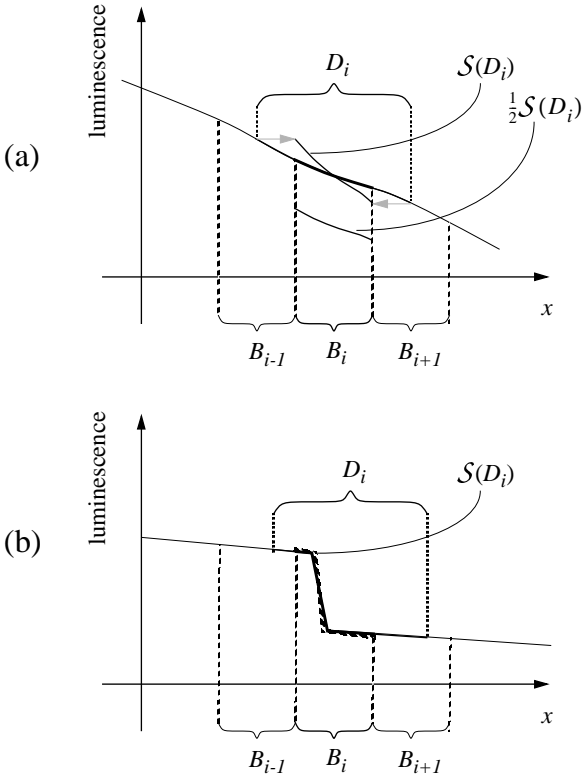 (a)
luminescence
D_i
𝒮(D_i)
½𝒮(D_i)
x
B_{i-1}
B_i
B_{i+1}
(b)
luminescence
D_i
𝒮(D_i)
x
B_{i-1}
B_i
B_{i+1}